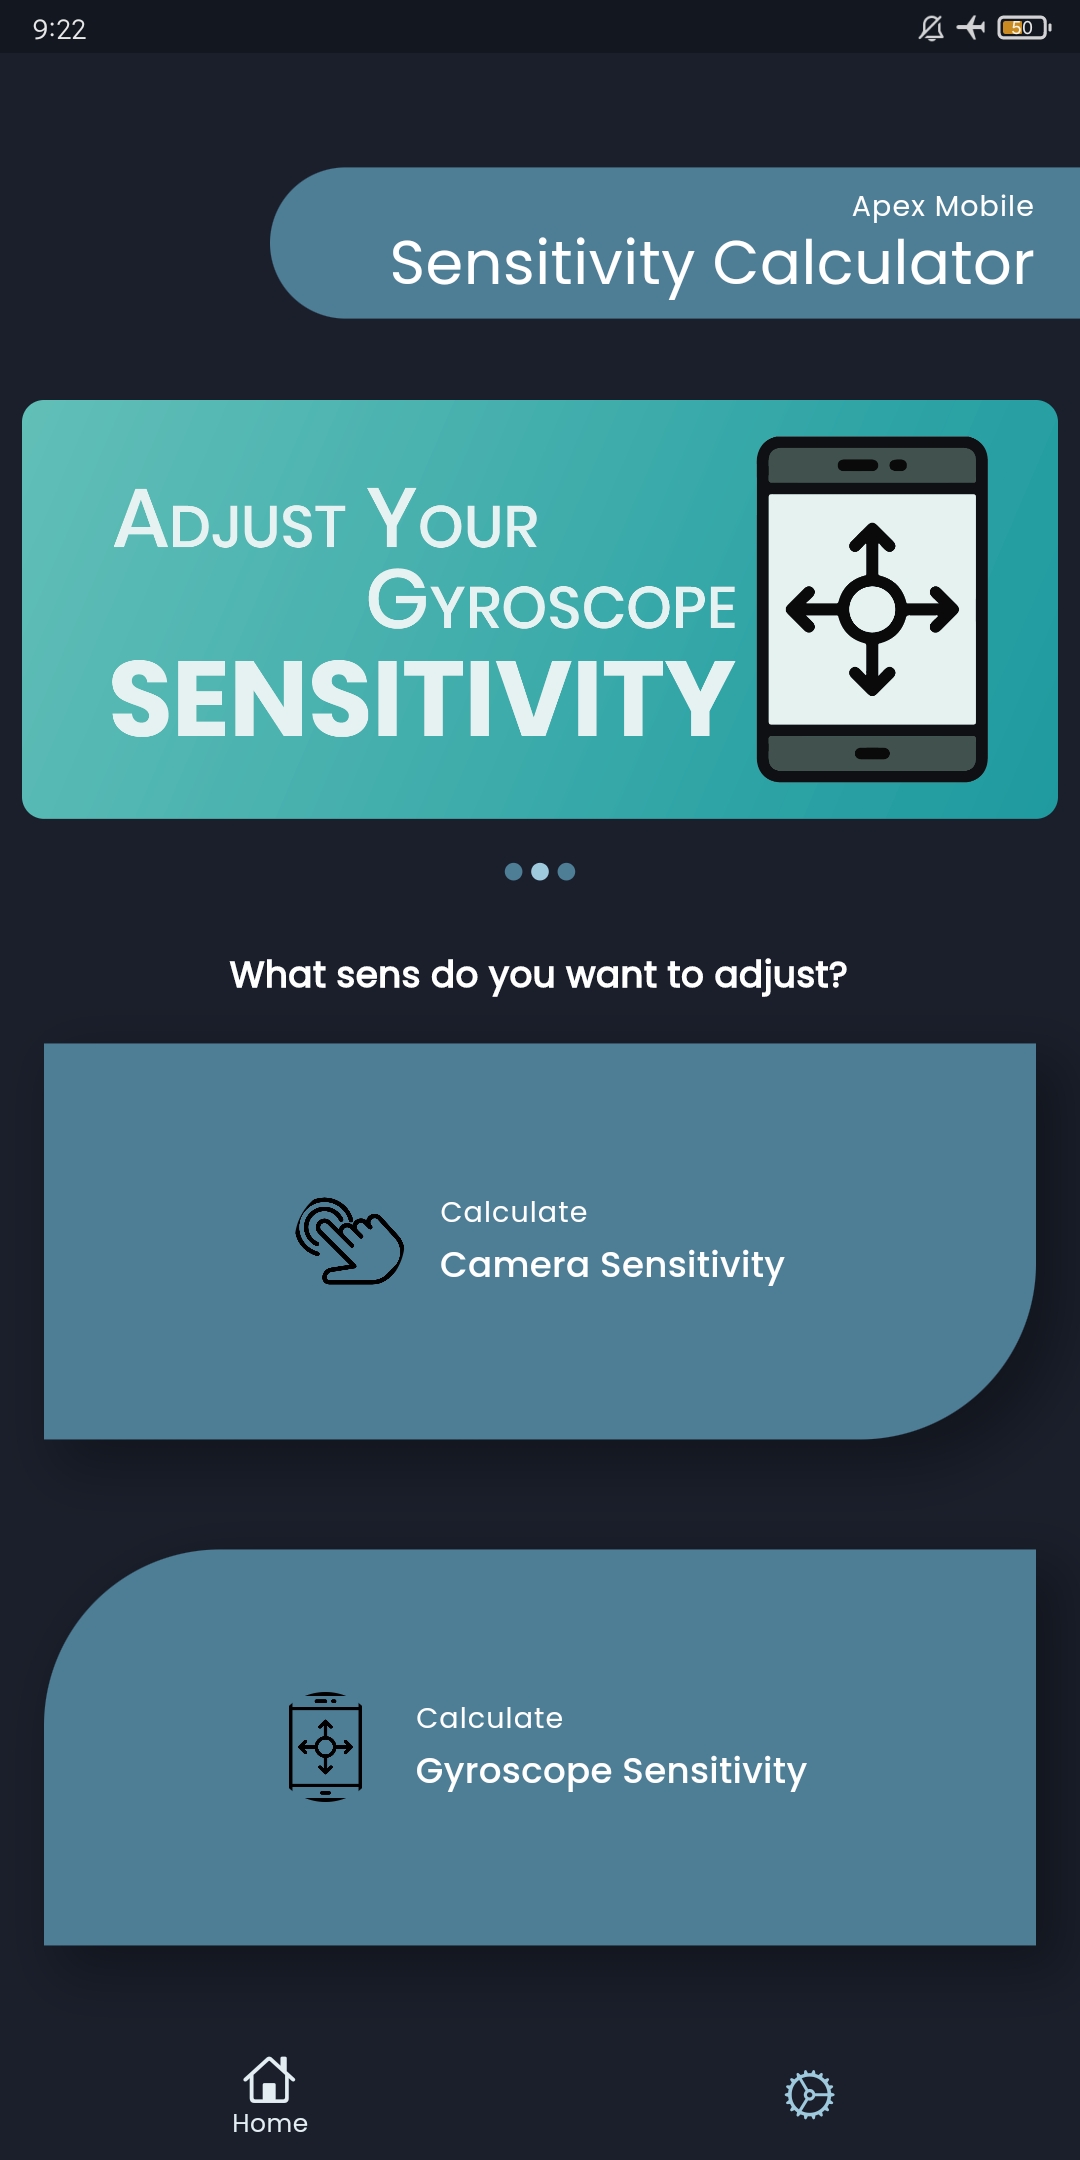 9:22
50
Apex Mobile
Sensitivity Calculator
ADJUST YOUR
GYROSCOPE
SENSITIVITY
What sens do you want to adjust?
Calculate
Camera Sensitivity
Calculate
Gyroscope Sensitivity
Home